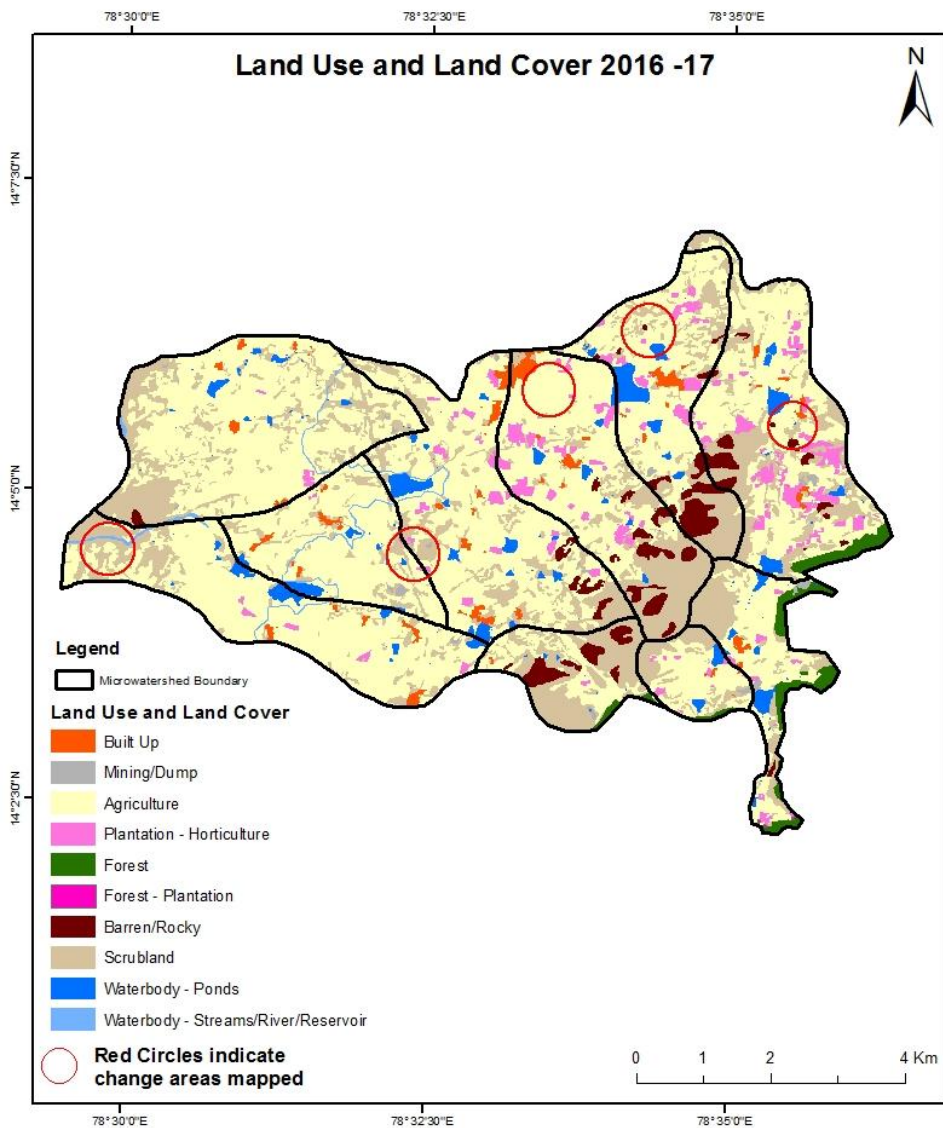 78°30'0"E
78°32'30"E
78°35'0"E
Land Use and Land Cover 2016 -17
N
14°7'30"N
14°5'0"N
14°2'30"N
Legend
Microwatershed Boundary
Land Use and Land Cover
Built Up
Mining/Dump
Agriculture
Plantation - Horticulture
Forest
Forest - Plantation
Barren/Rocky
Scrubland
Waterbody - Ponds
Waterbody - Streams/River/Reservoir
Red Circles indicate
change areas mapped
0 1 2 4 Km
78°30'0"E
78°32'30"E
78°35'0"E